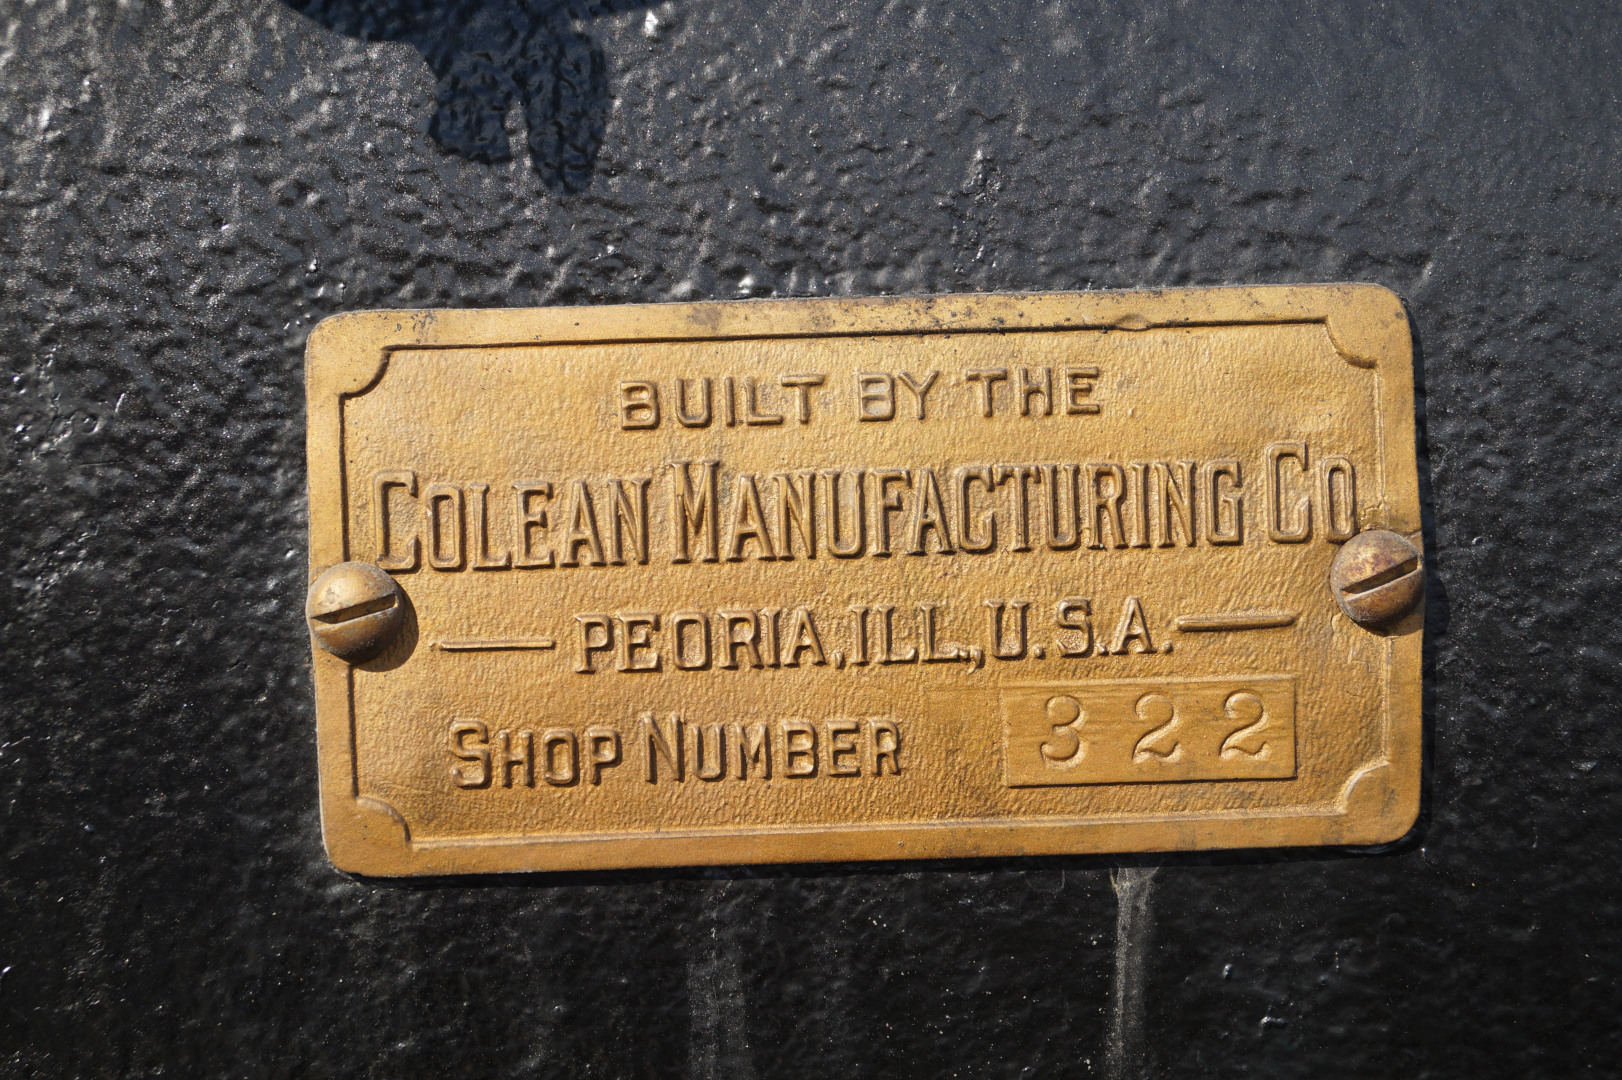 BUILT BY THE
COLEAN MANUFACTURING CO
— PEORIA, ILL., U.S.A. —
SHOP NUMBER 322